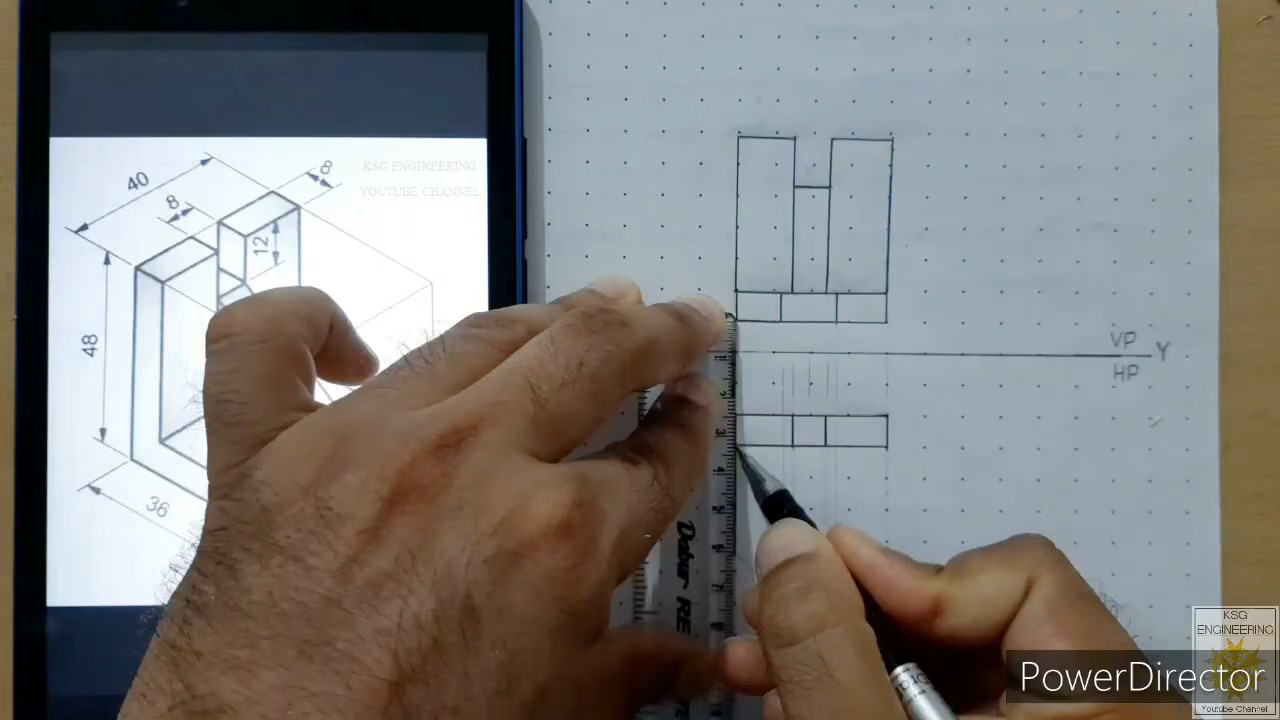 KSG ENGINEERING
YOUTUBE CHANNEL
40
8
8
12
48
36
VP
Y
HP
KSG
ENGINEERING
Youtube Channel
PowerDirector